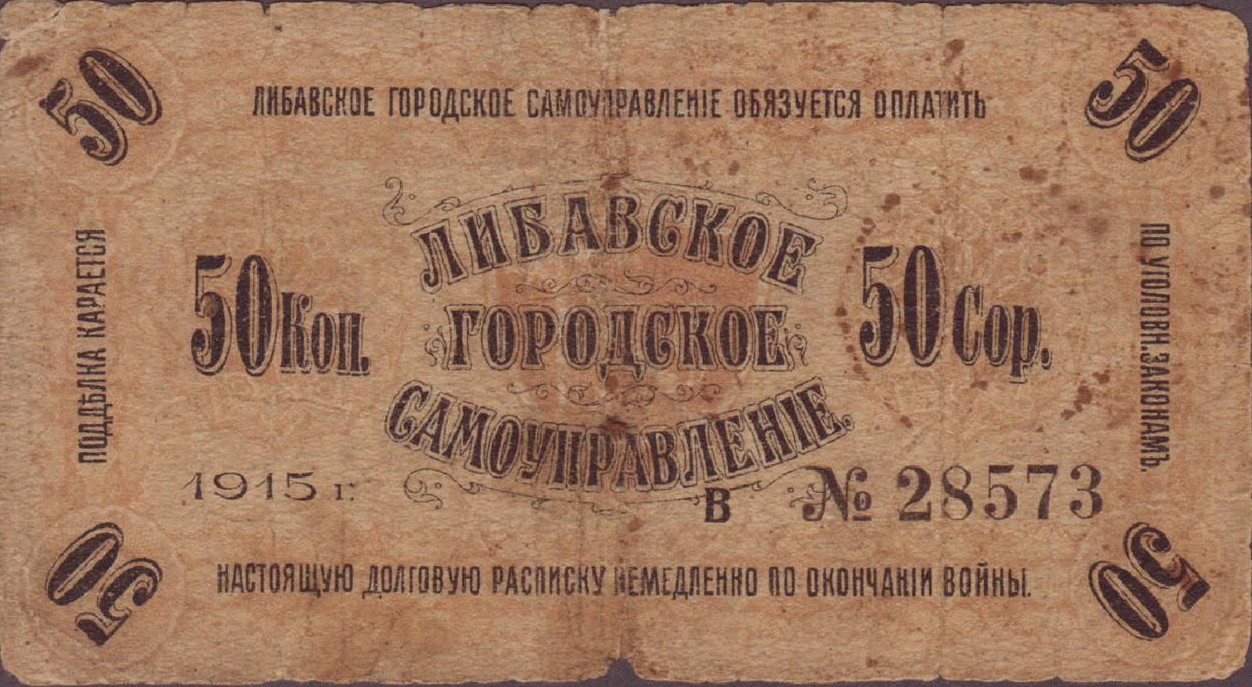 50
50
ЛИБАВСКОЕ ГОРОДСКОЕ САМОУПРАВЛЕНІЕ ОБЯЗУЕТСЯ ОПЛАТИТЬ
ПОДДѢЛКА КАРАЕТСЯ
ПО УГОЛОВН. ЗАКОНАМЪ.
ЛИБАВСКОЕ
50 Коп.
ГОРОДСКОЕ
50 Сор.
САМОУПРАВЛЕНІЕ.
1915 г.
В № 28573
НАСТОЯЩУЮ ДОЛГОВУЮ РАСПИСКУ НЕМЕДЛЕННО ПО ОКОНЧАНІИ ВОЙНЫ.
50
50